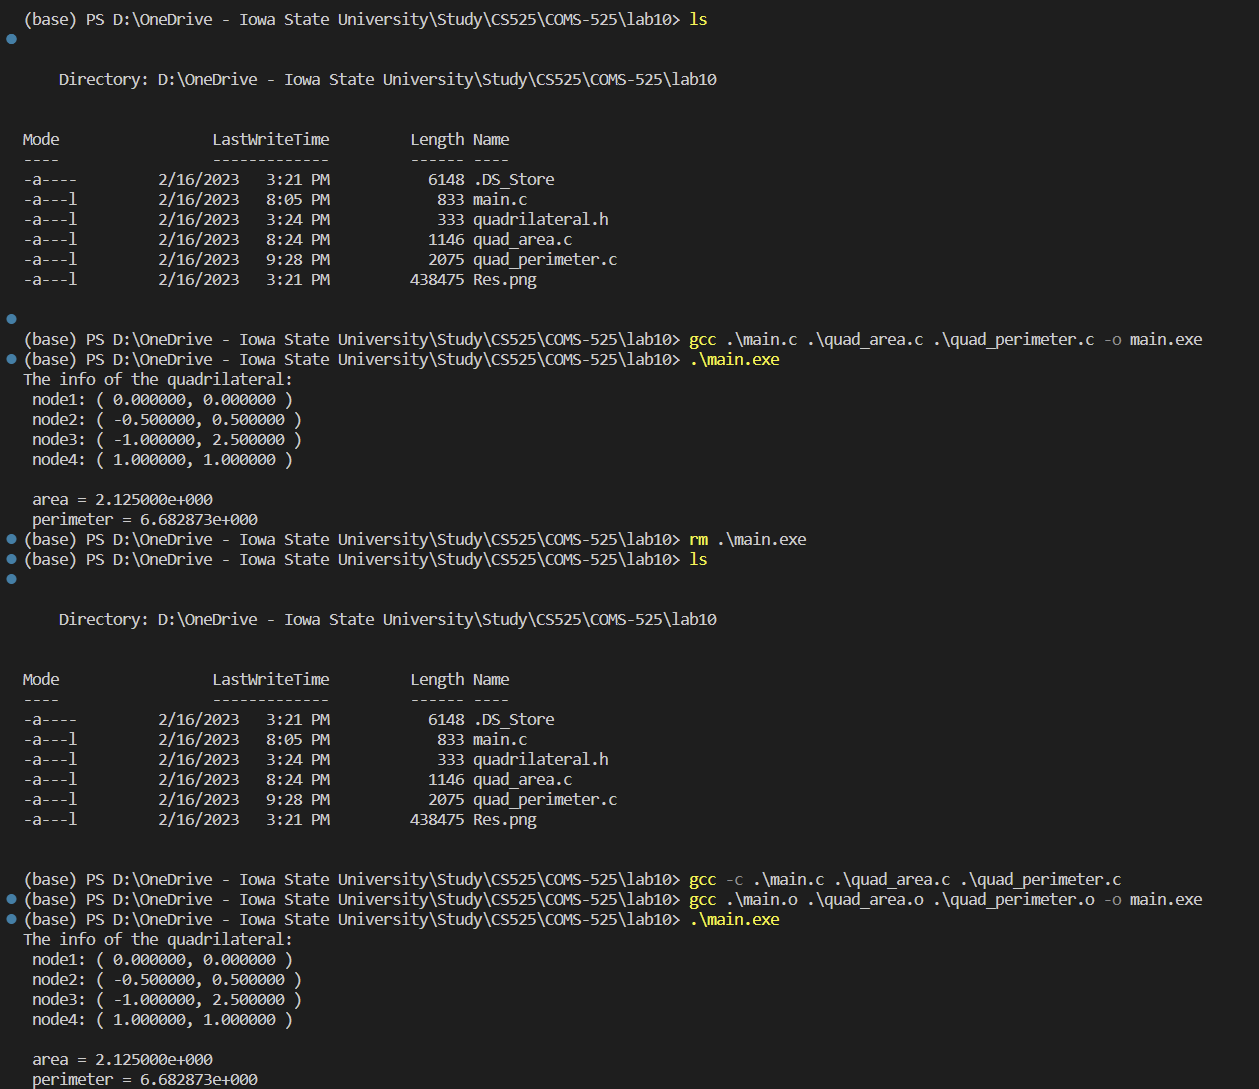 (base) PS D:\OneDrive - Iowa State University\Study\CS525\COMS-525\lab10> ls
Directory: D:\OneDrive - Iowa State University\Study\CS525\COMS-525\lab10
Mode                 LastWriteTime         Length Name
----                 -------------         ------ ----
-a----         2/16/2023   3:21 PM           6148 .DS_Store
-a---l         2/16/2023   8:05 PM            833 main.c
-a---l         2/16/2023   3:24 PM            333 quadrilateral.h
-a---l         2/16/2023   8:24 PM           1146 quad_area.c
-a---l         2/16/2023   9:28 PM           2075 quad_perimeter.c
-a---l         2/16/2023   3:21 PM         438475 Res.png
(base) PS D:\OneDrive - Iowa State University\Study\CS525\COMS-525\lab10> gcc .\main.c .\quad_area.c .\quad_perimeter.c -o main.exe
(base) PS D:\OneDrive - Iowa State University\Study\CS525\COMS-525\lab10> .\main.exe
The info of the quadrilateral:
node1: ( 0.000000, 0.000000 )
node2: ( -0.500000, 0.500000 )
node3: ( -1.000000, 2.500000 )
node4: ( 1.000000, 1.000000 )
area = 2.125000e+000
perimeter = 6.682873e+000
(base) PS D:\OneDrive - Iowa State University\Study\CS525\COMS-525\lab10> rm .\main.exe
(base) PS D:\OneDrive - Iowa State University\Study\CS525\COMS-525\lab10> ls
Directory: D:\OneDrive - Iowa State University\Study\CS525\COMS-525\lab10
Mode                 LastWriteTime         Length Name
----                 -------------         ------ ----
-a----         2/16/2023   3:21 PM           6148 .DS_Store
-a---l         2/16/2023   8:05 PM            833 main.c
-a---l         2/16/2023   3:24 PM            333 quadrilateral.h
-a---l         2/16/2023   8:24 PM           1146 quad_area.c
-a---l         2/16/2023   9:28 PM           2075 quad_perimeter.c
-a---l         2/16/2023   3:21 PM         438475 Res.png
(base) PS D:\OneDrive - Iowa State University\Study\CS525\COMS-525\lab10> gcc -c .\main.c .\quad_area.c .\quad_perimeter.c
(base) PS D:\OneDrive - Iowa State University\Study\CS525\COMS-525\lab10> gcc .\main.o .\quad_area.o .\quad_perimeter.o -o main.exe
(base) PS D:\OneDrive - Iowa State University\Study\CS525\COMS-525\lab10> .\main.exe
The info of the quadrilateral:
node1: ( 0.000000, 0.000000 )
node2: ( -0.500000, 0.500000 )
node3: ( -1.000000, 2.500000 )
node4: ( 1.000000, 1.000000 )
area = 2.125000e+000
perimeter = 6.682873e+000